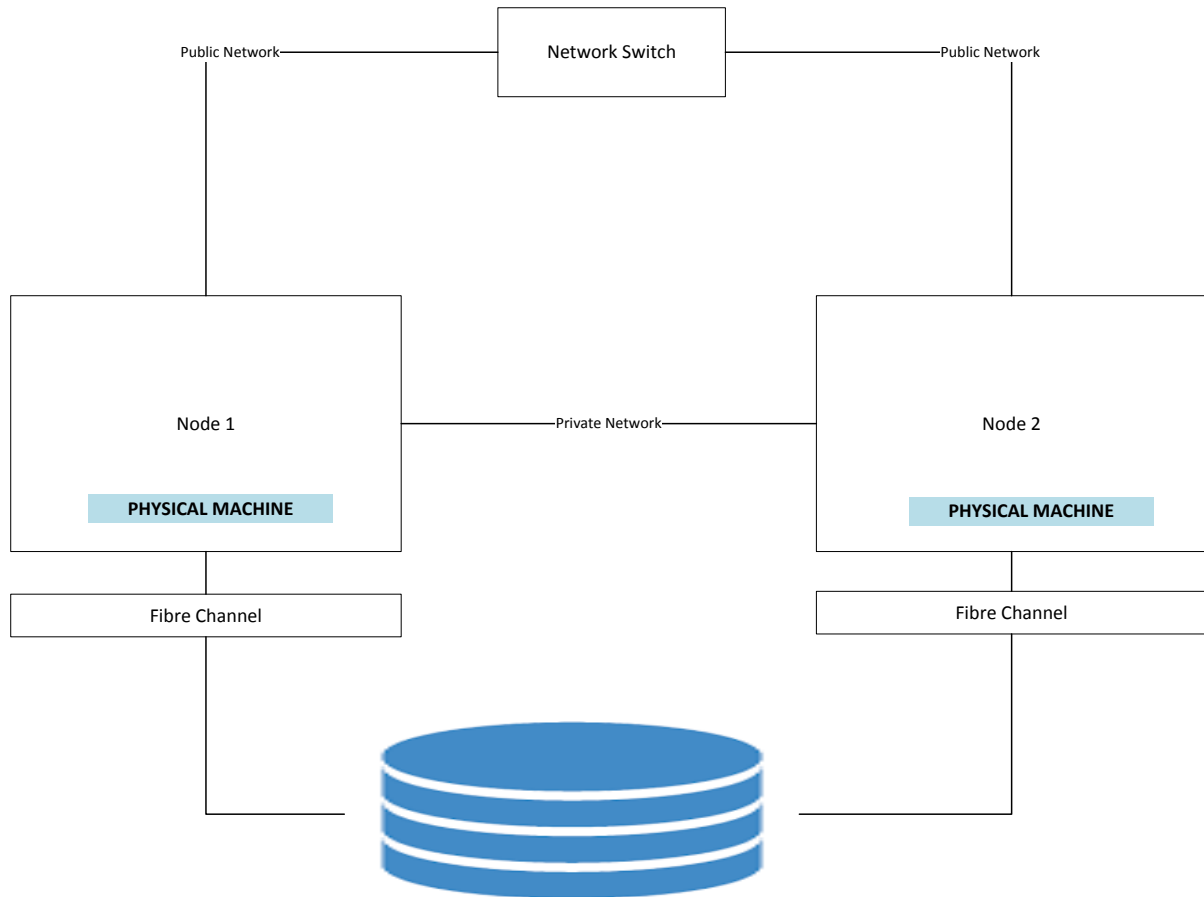 Public Network
Network Switch
Public Network
Node 1
Private Network
Node 2
PHYSICAL MACHINE
PHYSICAL MACHINE
Fibre Channel
Fibre Channel